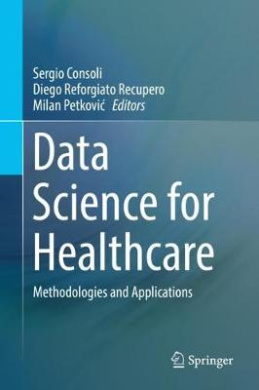 Sergio Consoli
Diego Reforgiato Recupero
Milan Petković Editors
Data
Science for
Healthcare
Methodologies and Applications
Springer